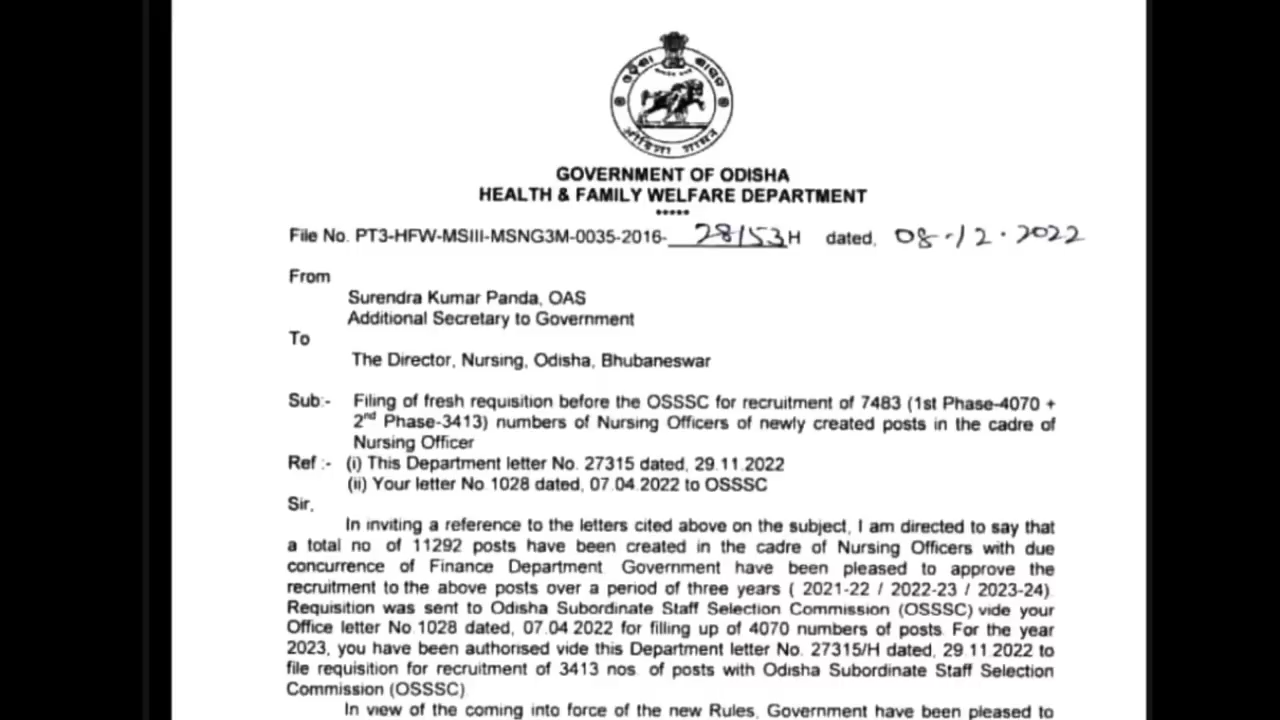 ଓଡ଼ିଶା ଶାସନ
ओडिशा शासन
GOVERNMENT OF ODISHA
HEALTH & FAMILY WELFARE DEPARTMENT
*****
File No. PT3-HFW-MSIII-MSNG3M-0035-2016- 28153H dated, 08.12.2022
From
Surendra Kumar Panda, OAS
Additional Secretary to Government
To
The Director, Nursing, Odisha, Bhubaneswar
Sub:- Filing of fresh requisition before the OSSSC for recruitment of 7483 (1st Phase-4070 +
2nd Phase-3413) numbers of Nursing Officers of newly created posts in the cadre of
Nursing Officer
Ref :- (i) This Department letter No. 27315 dated, 29.11.2022
(ii) Your letter No.1028 dated, 07.04.2022 to OSSSC
Sir,
In inviting a reference to the letters cited above on the subject, I am directed to say that
a total no of 11292 posts have been created in the cadre of Nursing Officers with due
concurrence of Finance Department Government have been pleased to approve the
recruitment to the above posts over a period of three years ( 2021-22 / 2022-23 / 2023-24)
Requisition was sent to Odisha Subordinate Staff Selection Commission (OSSSC) vide your
Office letter No.1028 dated, 07.04.2022 for filling up of 4070 numbers of posts. For the year
2023, you have been authorised vide this Department letter No. 27315/H dated, 29.11.2022 to
file requisition for recruitment of 3413 nos. of posts with Odisha Subordinate Staff Selection
Commission (OSSSC)
In view of the coming into force of the new Rules, Government have been pleased to